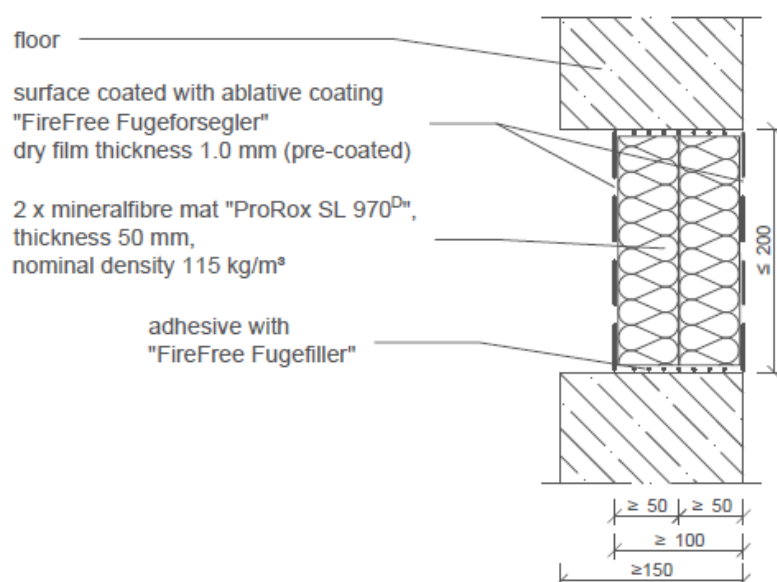 floor
surface coated with ablative coating
"FireFree Fugeforsegler"
dry film thickness 1.0 mm (pre-coated)
2 x mineralfibre mat "ProRox SL 970ᴰ",
thickness 50 mm,
nominal density 115 kg/m³
adhesive with
"FireFree Fugefiller"
≤ 200
≥ 50 ≥ 50
≥ 100
≥150